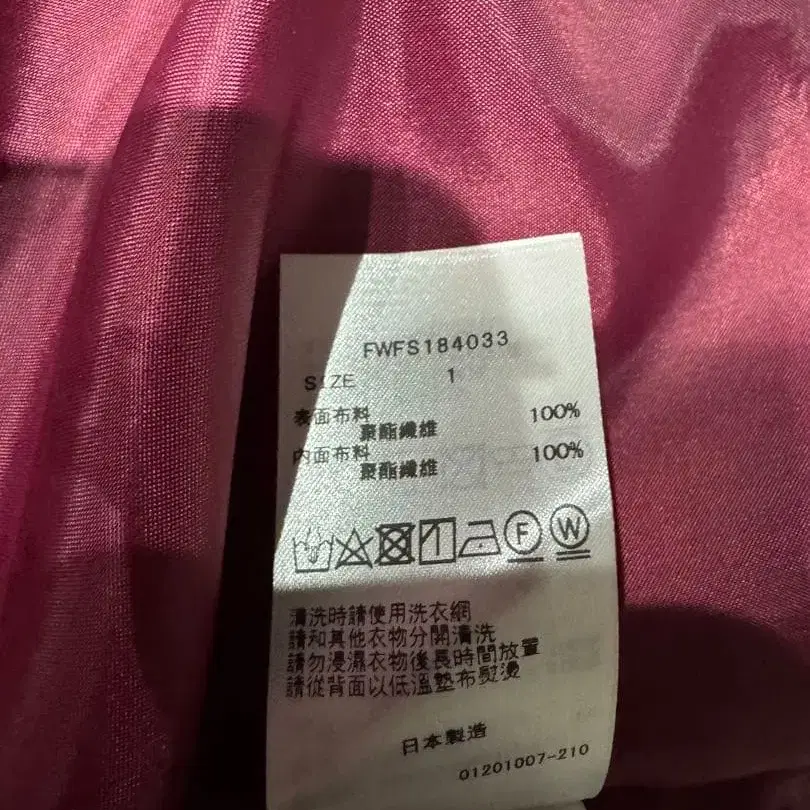 FWFS184033
SIZE 1
表面布料 100%
聚酯纖維
內面布料 100%
聚酯纖維
F W
清洗時請使用洗衣網
請和其他衣物分開清洗
請勿浸濕衣物後長時間放置
請從背面以低溫墊布熨燙
日本製造
01201007-210